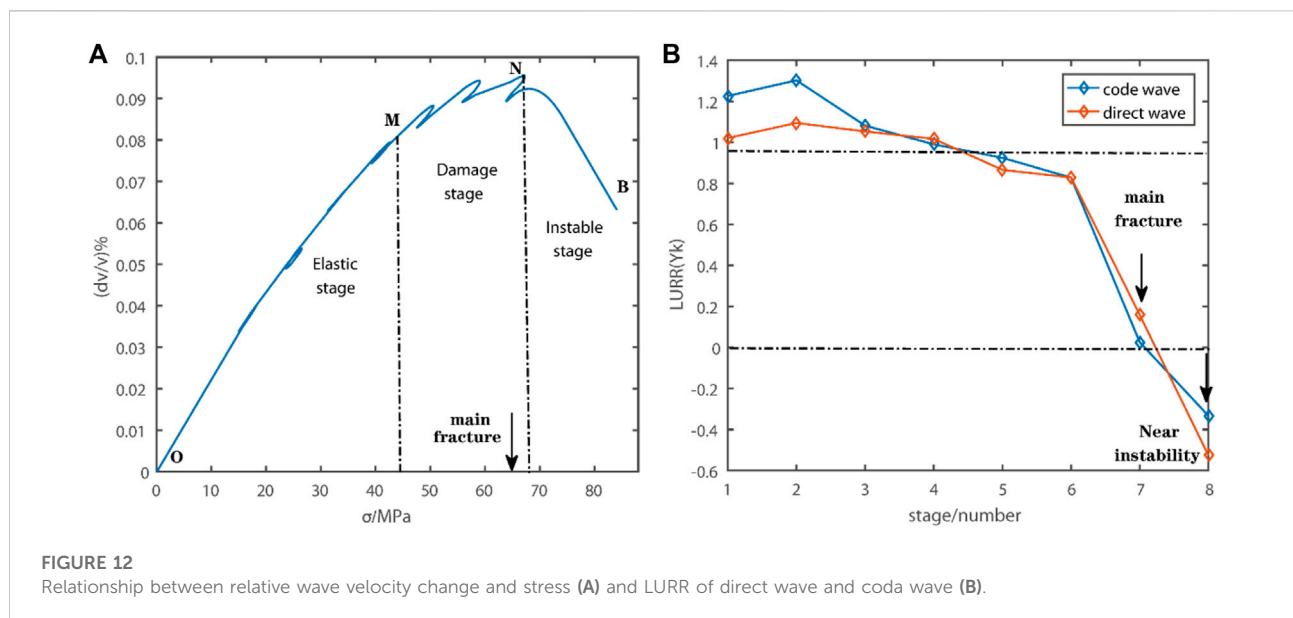 A
0.1
0.09
0.08
0.07
0.06
0.05
0.04
0.03
0.02
0.01
0
(dv/v)%
O
M
N
B
Elastic
stage
Damage
stage
Instable
stage
main
fracture
0 10 20 30 40 50 60 70 80
σ/MPa
B
1.4
1.2
1
0.8
0.6
0.4
0.2
0
-0.2
-0.4
-0.6
LURR(Yk)
code wave
direct wave
main
fracture
Near
instability
1 2 3 4 5 6 7 8
stage/number
FIGURE 12
Relationship between relative wave velocity change and stress (A) and LURR of direct wave and coda wave (B).